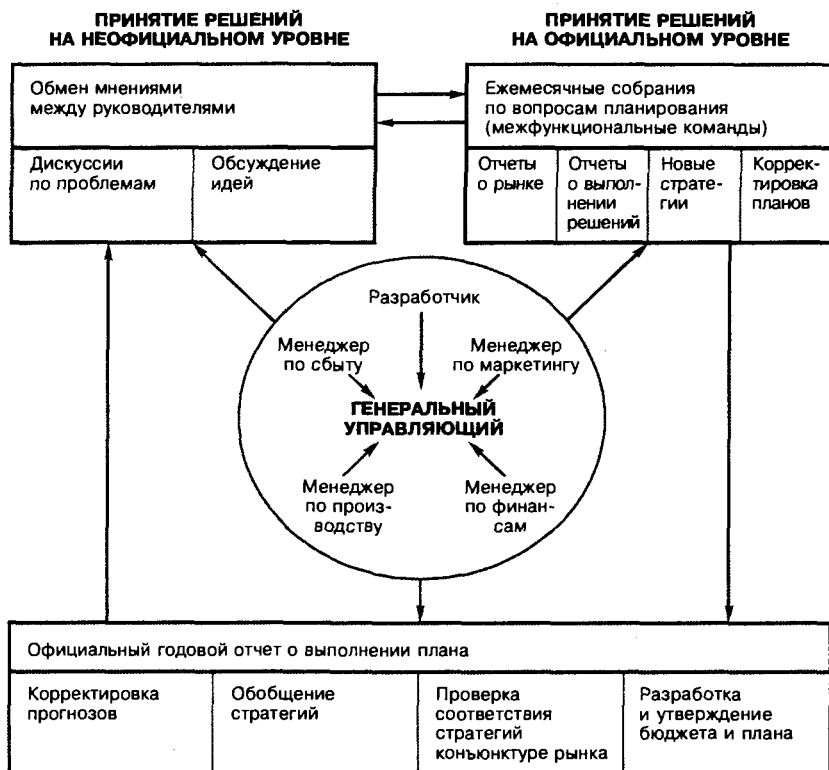 ПРИНЯТИЕ РЕШЕНИЙ
НА НЕОФИЦИАЛЬНОМ УРОВНЕ
ПРИНЯТИЕ РЕШЕНИЙ
НА ОФИЦИАЛЬНОМ УРОВНЕ
Обмен мнениями
между руководителями
Дискуссии
по проблемам
Обсуждение
идей
Ежемесячные собрания
по вопросам планирования
(межфункциональные команды)
Отчеты
о рынке
Отчеты
о выпол-
нении
решений
Новые
страте-
гии
Коррек-
тировка
планов
Разработчик
Менеджер
по сбыту
Менеджер
по маркетингу
ГЕНЕРАЛЬНЫЙ
УПРАВЛЯЮЩИЙ
Менеджер
по произ-
водству
Менеджер
по финан-
сам
Официальный годовой отчет о выполнении плана
Корректировка
прогнозов
Обобщение
стратегий
Проверка
соответствия
стратегий
конъюнктуре рынка
Разработка
и утверждение
бюджета и плана